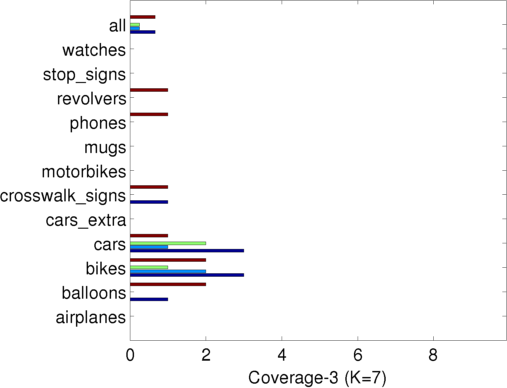 all
watches
stop_signs
revolvers
phones
mugs
motorbikes
crosswalk_signs
cars_extra
cars
bikes
balloons
airplanes
0 2 4 6 8
Coverage-3 (K=7)